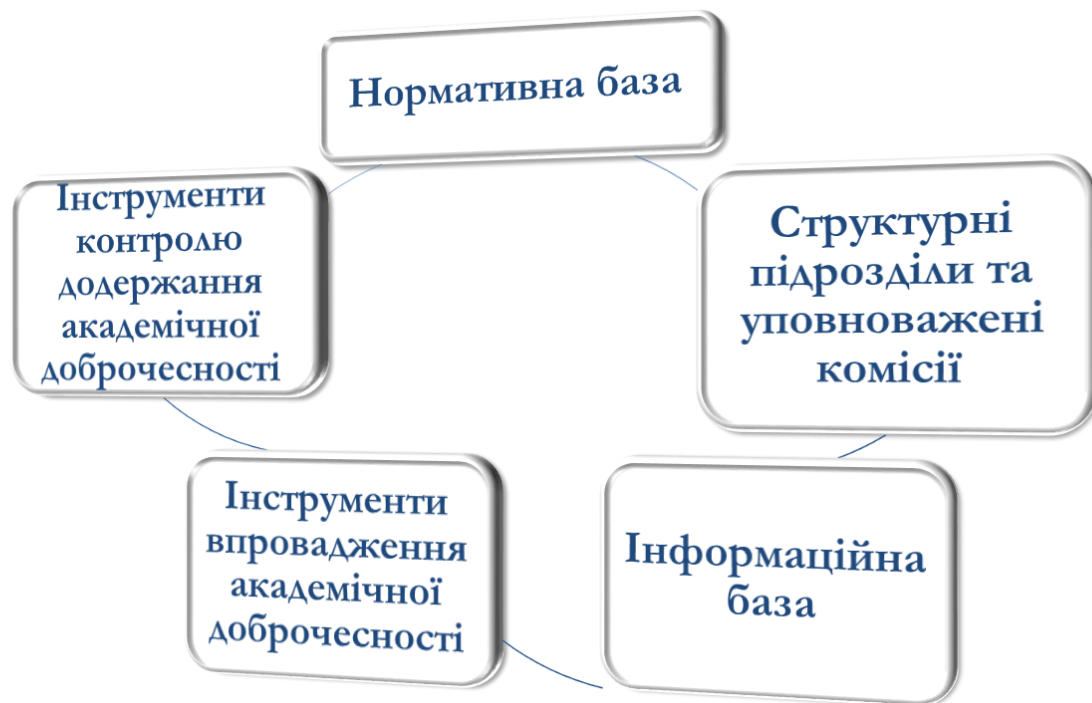 Нормативна база
Структурні
підрозділи та
уповноважені
комісії
Інформаційна
база
Інструменти
впровадження
академічної
доброчесності
Інструменти
контролю
додержання
академічної
доброчесності